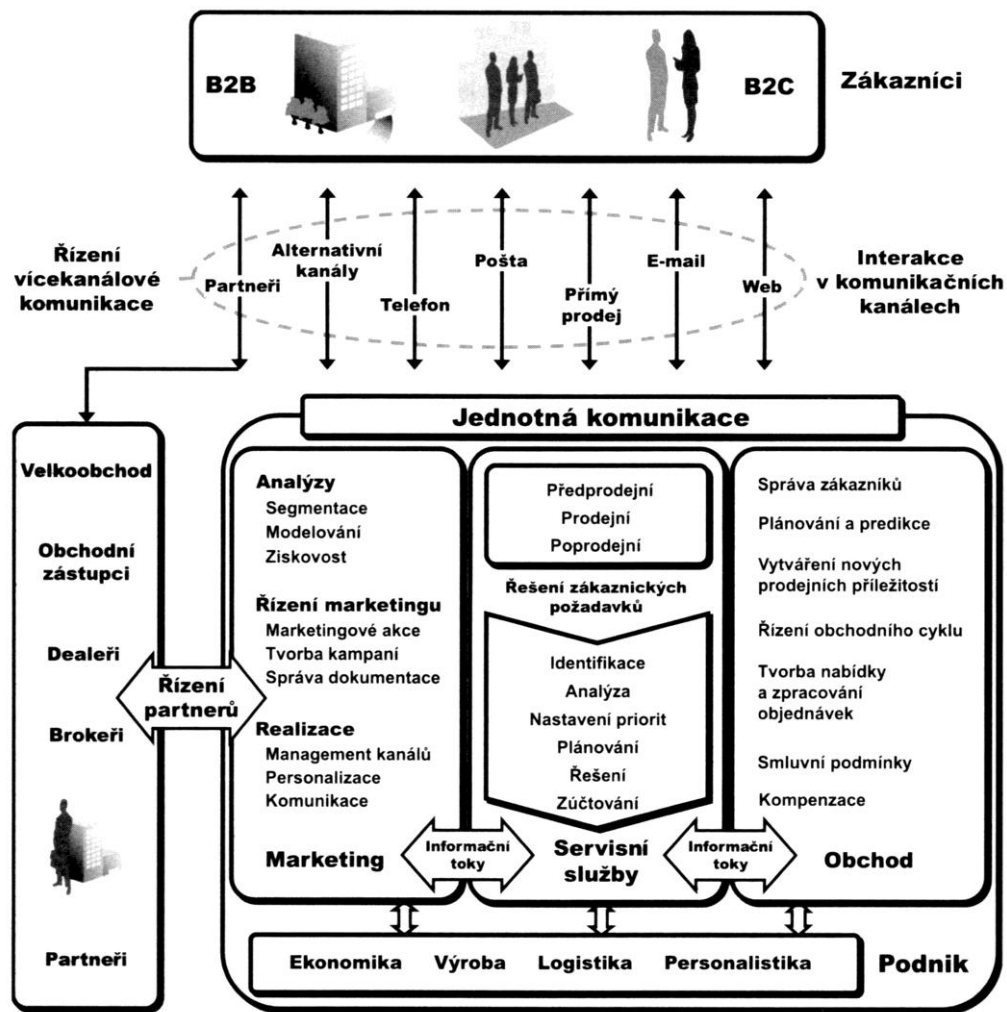 B2B
B2C
Zákazníci
Řízení
vícekanálové
komunikace
Partneři
Alternativní
kanály
Telefon
Pošta
Přímý
prodej
E-mail
Web
Interakce
v komunikačních
kanálech
Jednotná komunikace
Velkoobchod
Obchodní
zástupci
Dealeři
Brokeři
Partneři
Řízení
partnerů
Analýzy
Segmentace
Modelování
Ziskovost
Řízení marketingu
Marketingové akce
Tvorba kampaní
Správa dokumentace
Realizace
Management kanálů
Personalizace
Komunikace
Marketing
Informační
toky
Předprodejní
Prodejní
Poprodejní
Řešení zákaznických
požadavků
Identifikace
Analýza
Nastavení priorit
Plánování
Řešení
Zúčtování
Servisní
služby
Informační
toky
Správa zákazníků
Plánování a predikce
Vytváření nových
prodejních příležitostí
Řízení obchodního cyklu
Tvorba nabídky
a zpracování
objednávek
Smluvní podmínky
Kompenzace
Obchod
Ekonomika Výroba Logistika Personalistika
Podnik